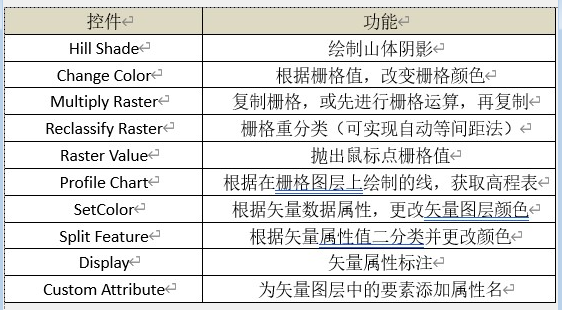 控件 功能
Hill Shade 绘制山体阴影
Change Color 根据栅格值，改变栅格颜色
Multiply Raster 复制栅格，或先进行栅格运算，再复制
Reclassify Raster 栅格重分类（可实现自动等间距法）
Raster Value 抛出鼠标点栅格值
Profile Chart 根据在栅格图层上绘制的线，获取高程表
SetColor 根据矢量数据属性，更改矢量图层颜色
Split Feature 根据矢量属性值二分类并更改颜色
Display 矢量属性标注
Custom Attribute 为矢量图层中的要素添加属性名